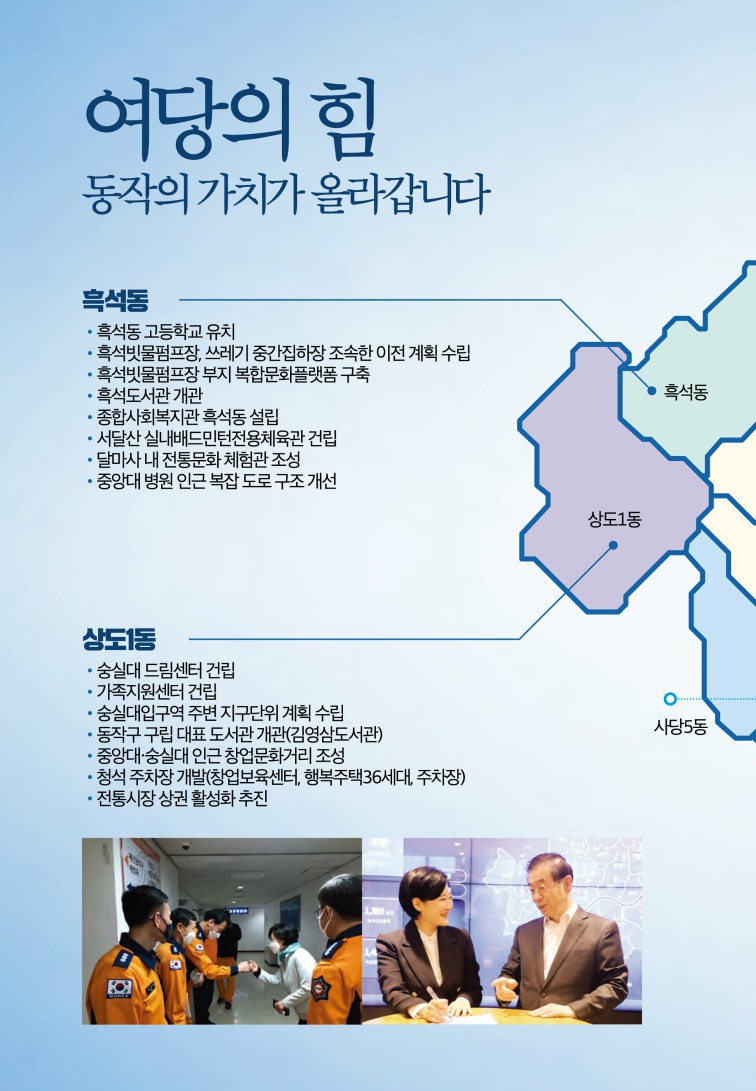 여당의 힘
동작의 가치가 올라갑니다
흑석동
• 흑석동 고등학교 유치
• 흑석빗물펌프장, 쓰레기 중간집하장 조속한 이전 계획 수립
• 흑석빗물펌프장 부지 복합문화플랫폼 구축
• 흑석도서관 개관
• 종합사회복지관 흑석동 설립
• 서달산 실내배드민턴전용체육관 건립
• 달마사 내 전통문화 체험관 조성
• 중앙대 병원 인근 복잡 도로 구조 개선
흑석동
상도1동
상도1동
• 숭실대 드림센터 건립
• 가족지원센터 건립
• 숭실대입구역 주변 지구단위 계획 수립
• 동작구 구립 대표 도서관 개관(김영삼도서관)
• 중앙대·숭실대 인근 창업문화거리 조성
• 청석 주차장 개발(창업보육센터, 행복주택36세대, 주차장)
• 전통시장 상권 활성화 추진
사당5동
KOREA